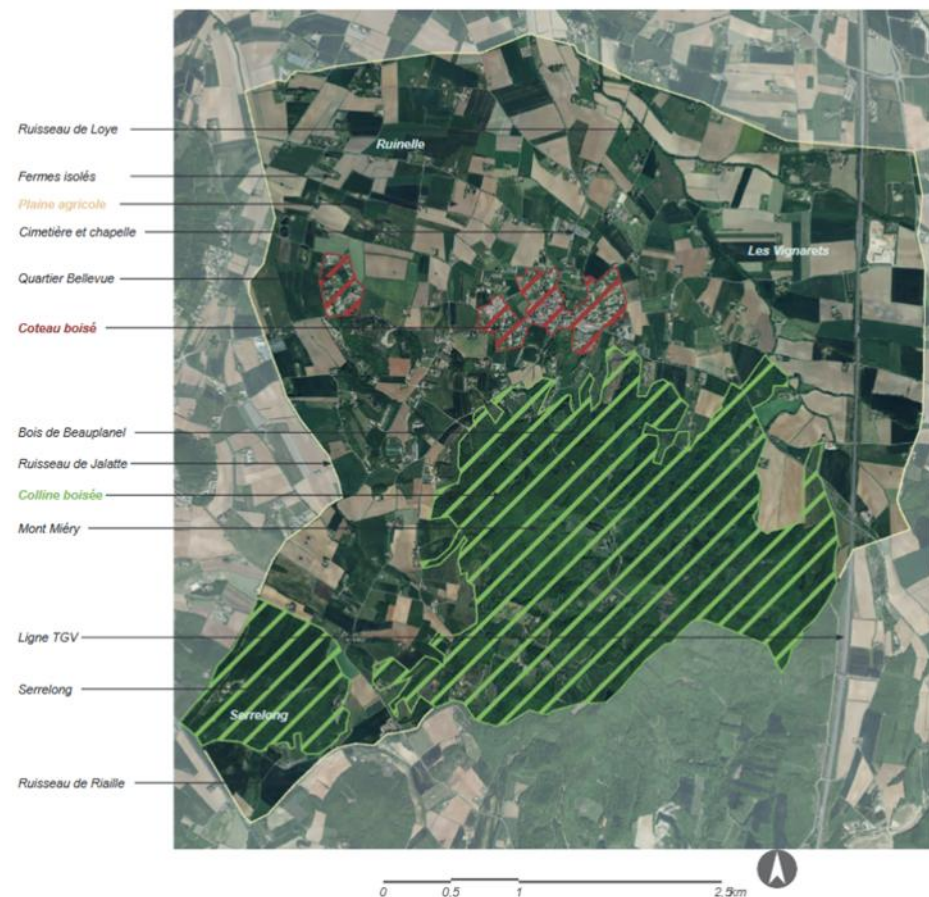 Ruisseau de Loye
Ruinelle
Fermes isolés
Plaine agricole
Cimetière et chapelle
Les Vignarets
Quartier Bellevue
Coteau boisé
Bois de Beauplanel
Ruisseau de Jalatte
Colline boisée
Mont Miéry
Ligne TGV
Serrelong
Serrelong
Ruisseau de Riaille
0 0.5 1 2.5km